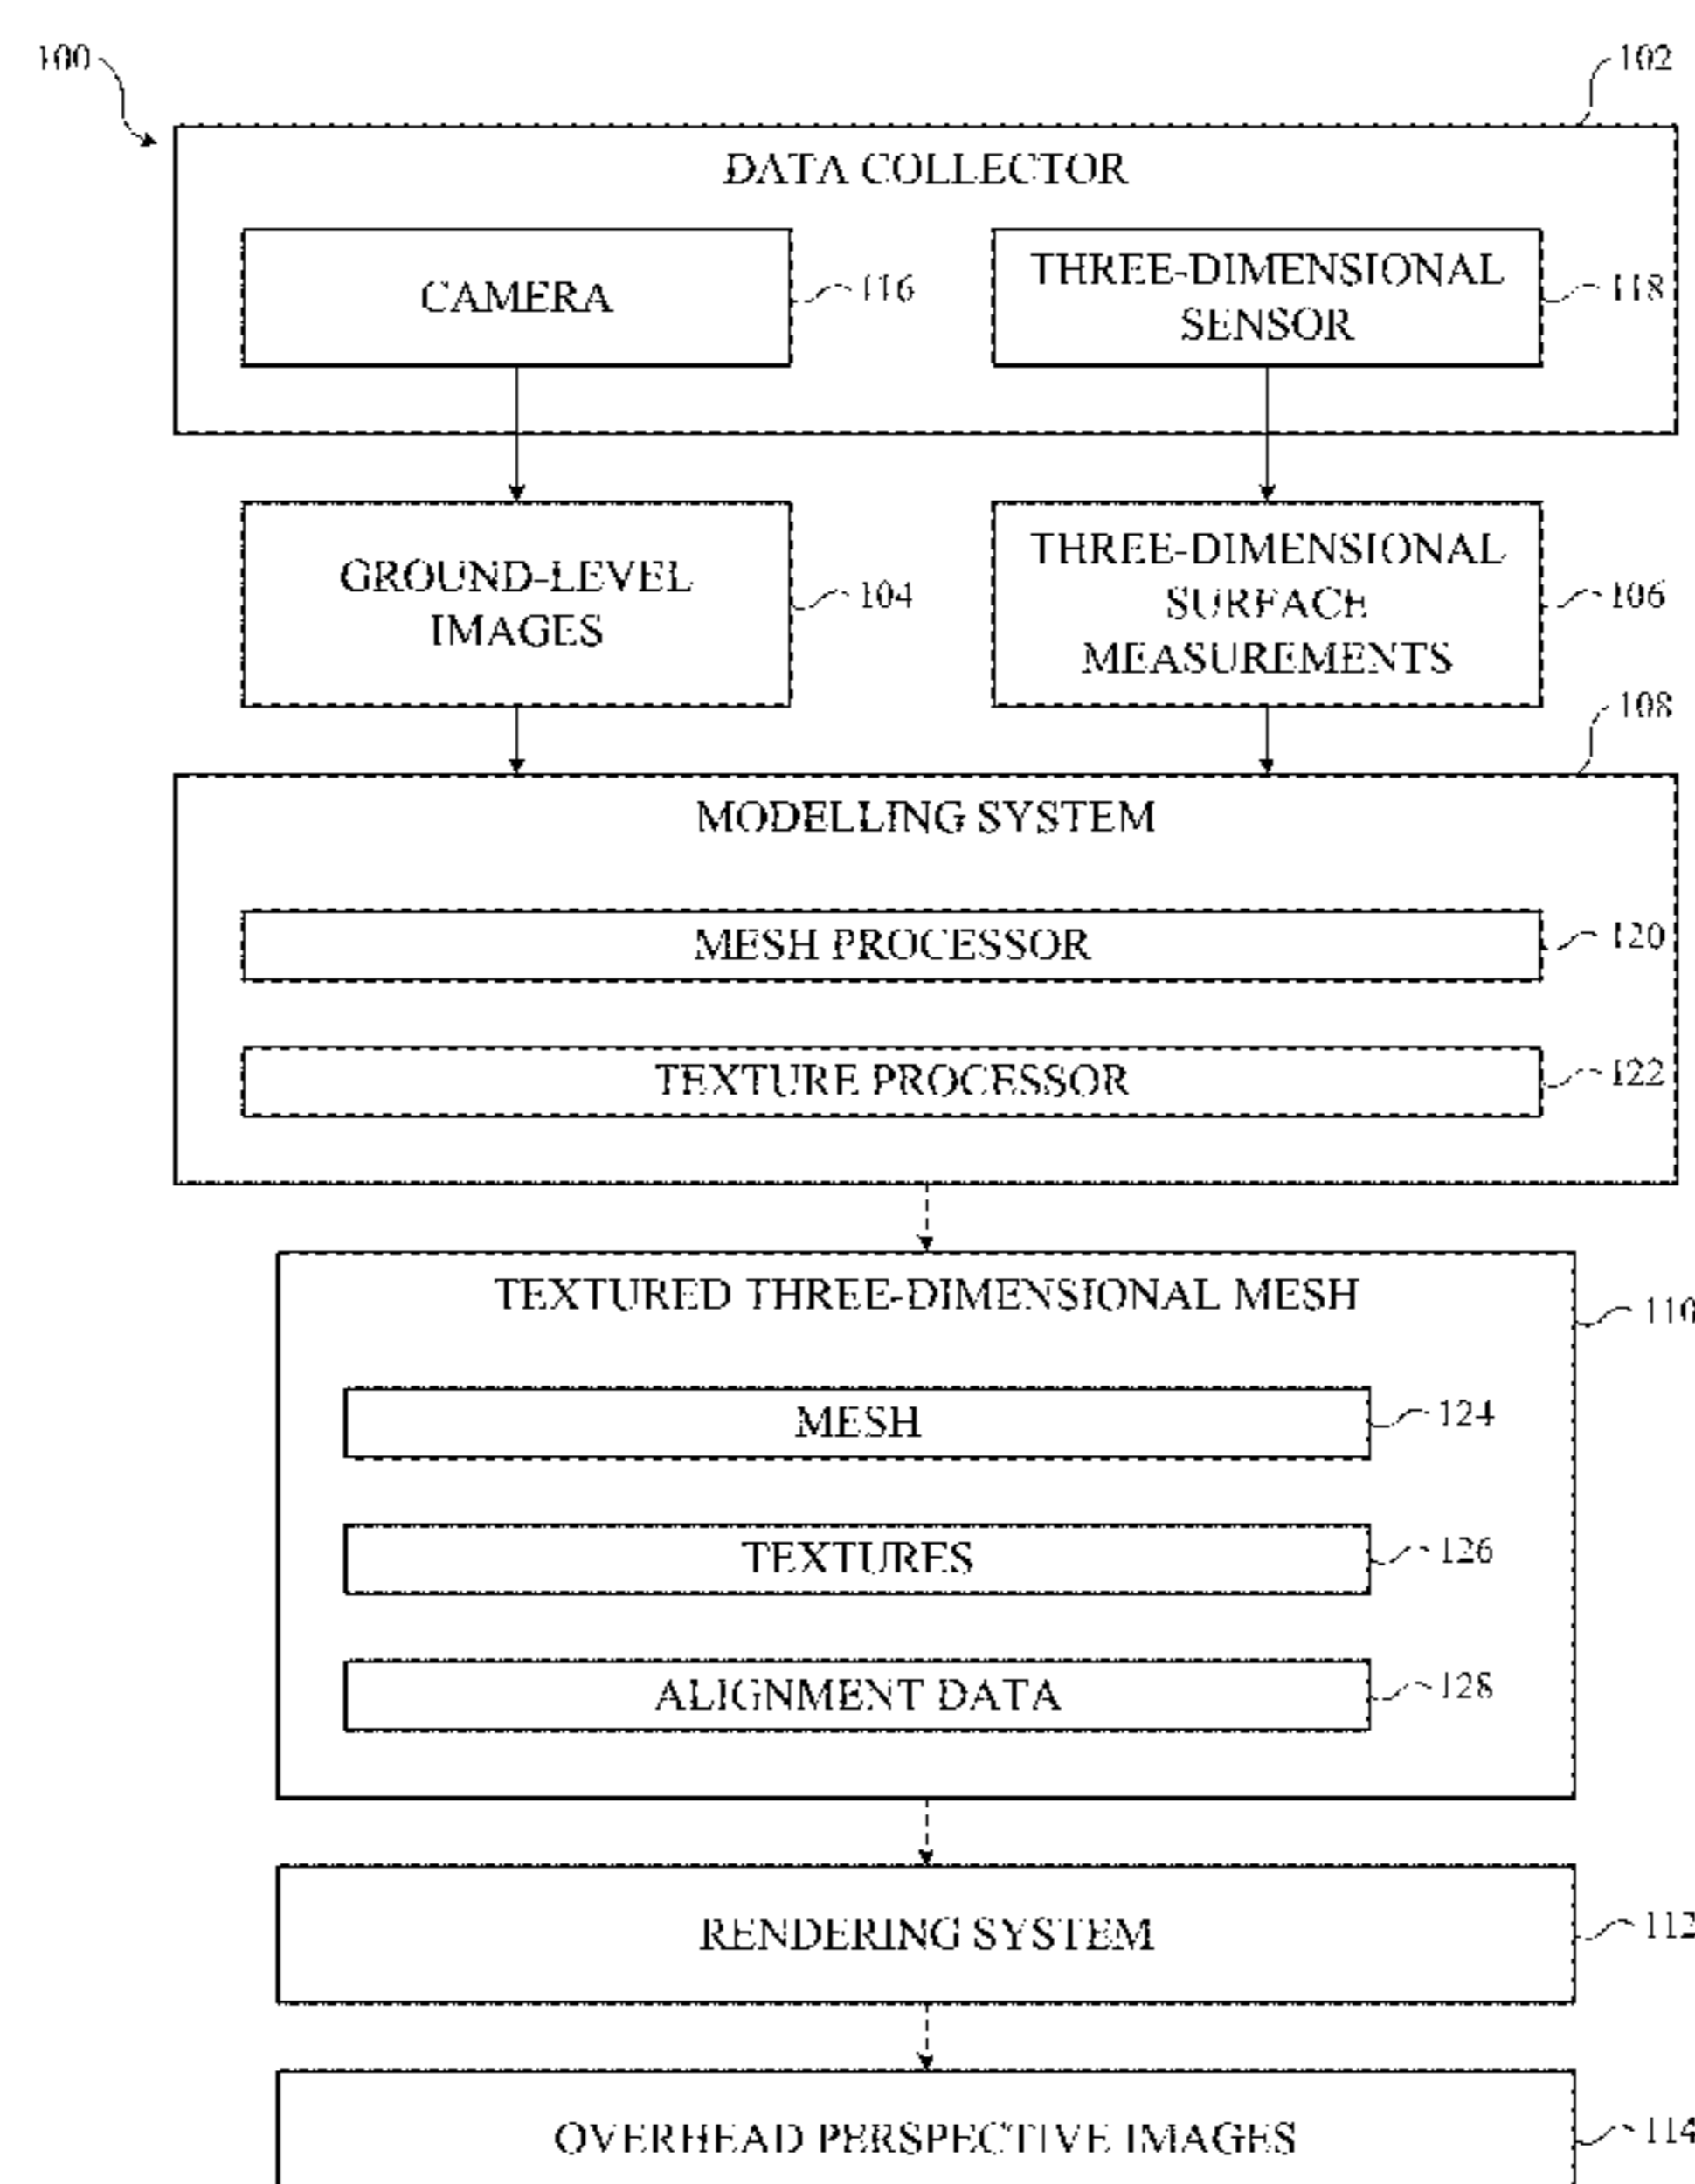 100
102
DATA COLLECTOR
CAMERA
116
THREE-DIMENSIONAL
SENSOR
118
GROUND-LEVEL
IMAGES
104
THREE-DIMENSIONAL
SURFACE
MEASUREMENTS
106
108
MODELLING SYSTEM
MESH PROCESSOR
120
TEXTURE PROCESSOR
122
TEXTURED THREE-DIMENSIONAL MESH
110
MESH
124
TEXTURES
126
ALIGNMENT DATA
128
RENDERING SYSTEM
112
OVERHEAD PERSPECTIVE IMAGES
114